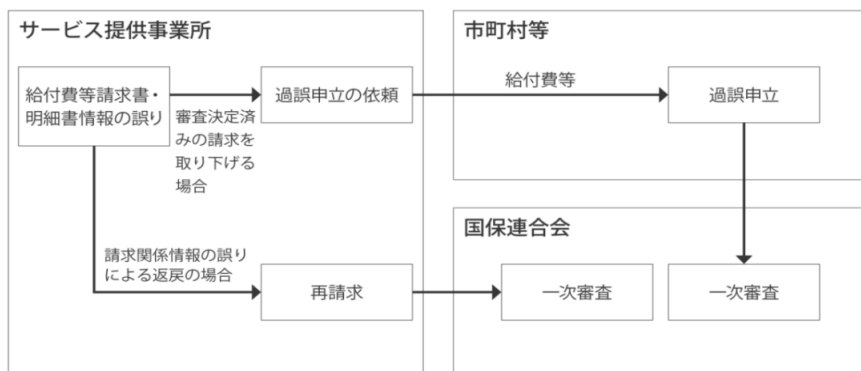 サービス提供事業所
給付費等請求書・
明細書情報の誤り
審査決定済
みの請求を
取り下げる
場合
過誤申立の依頼
請求関係情報の誤り
による返戻の場合
再請求
市町村等
給付費等
過誤申立
国保連合会
一次審査
一次審査